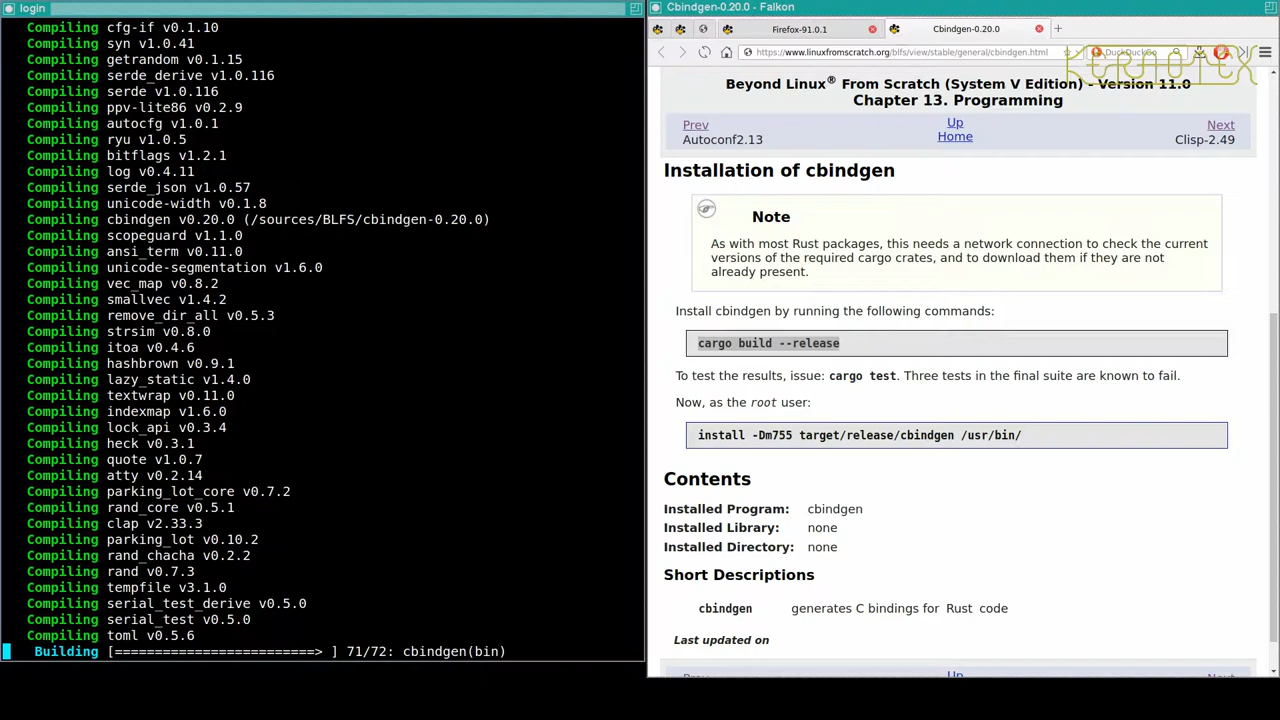 login
Compiling cfg-if v0.1.10
Compiling syn v1.0.41
Compiling getrandom v0.1.15
Compiling serde_derive v1.0.116
Compiling serde v1.0.116
Compiling ppv-lite86 v0.2.9
Compiling autocfg v1.0.1
Compiling ryu v1.0.5
Compiling bitflags v1.2.1
Compiling log v0.4.11
Compiling serde_json v1.0.57
Compiling unicode-width v0.1.8
Compiling cbindgen v0.20.0 (/sources/BLFS/cbindgen-0.20.0)
Compiling scopeguard v1.1.0
Compiling ansi_term v0.11.0
Compiling unicode-segmentation v1.6.0
Compiling vec_map v0.8.2
Compiling smallvec v1.4.2
Compiling remove_dir_all v0.5.3
Compiling strsim v0.8.0
Compiling itoa v0.4.6
Compiling hashbrown v0.9.1
Compiling lazy_static v1.4.0
Compiling textwrap v0.11.0
Compiling indexmap v1.6.0
Compiling lock_api v0.3.4
Compiling heck v0.3.1
Compiling quote v1.0.7
Compiling atty v0.2.14
Compiling parking_lot_core v0.7.2
Compiling rand_core v0.5.1
Compiling clap v2.33.3
Compiling parking_lot v0.10.2
Compiling rand_chacha v0.2.2
Compiling rand v0.7.3
Compiling tempfile v3.1.0
Compiling serial_test_derive v0.5.0
Compiling serial_test v0.5.0
Compiling toml v0.5.6
Building [=========================> ] 71/72: cbindgen(bin)
Cbindgen-0.20.0 - Falkon
Firefox-91.0.1
Cbindgen-0.20.0
https://www.linuxfromscratch.org/blfs/view/stable/general/cbindgen.html
DuckDuckGo
KERNOTEX
Beyond Linux® From Scratch (System V Edition) - Version 11.0
Chapter 13. Programming
Prev Up Next
Autoconf2.13 Home Clisp-2.49
Installation of cbindgen
Note
As with most Rust packages, this needs a network connection to check the current
versions of the required cargo crates, and to download them if they are not
already present.
Install cbindgen by running the following commands:
cargo build --release
To test the results, issue: cargo test. Three tests in the final suite are known to fail.
Now, as the root user:
install -Dm755 target/release/cbindgen /usr/bin/
Contents
Installed Program: cbindgen
Installed Library: none
Installed Directory: none
Short Descriptions
cbindgen generates C bindings for Rust code
Last updated on
Prev Up Next